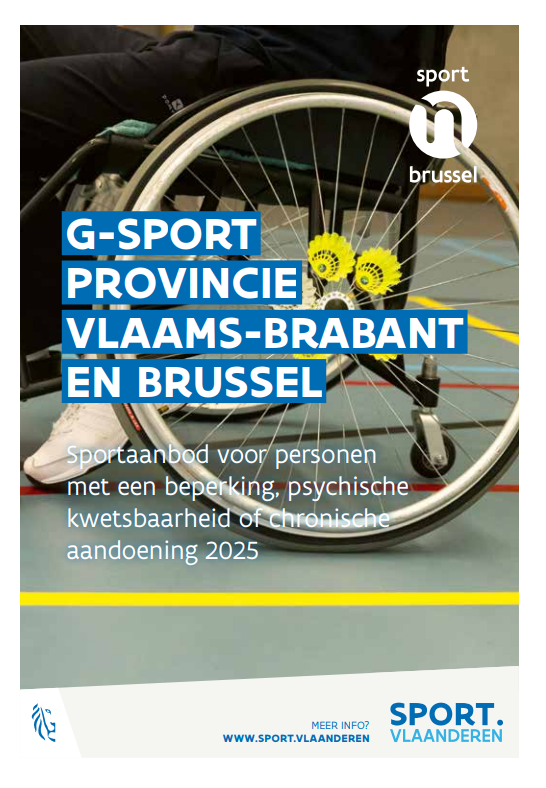 sport
brussel
G-SPORT
PROVINCIE
VLAAMS-BRABANT
EN BRUSSEL
Sportaanbod voor personen
met een beperking, psychische
kwetsbaarheid of chronische
aandoening 2025
MEER INFO?
WWW.SPORT.VLAANDEREN
SPORT.
VLAANDEREN